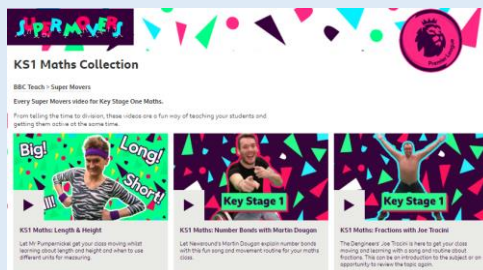 SUPER MOVERS
Premier League
KS1 Maths Collection
BBC Teach > Super Movers
Every Super Movers video for Key Stage One Maths.
From telling the time to division, these videos are a fun way of teaching your students and
getting them active at the same time.
Big!
Long!
Short!
KS1 Maths: Length & Height
Let Mr Pumpernickel get your class moving whilst
learning about length and height and when to use
different units for measuring.
Key Stage 1
KS1 Maths: Number Bonds with Martin Dougan
Let Newsround's Martin Dougan explain number bonds
with this fun song and movement routine for your maths
class.
Key Stage 1
KS1 Maths: Fractions with Joe Tracini
The Dengineers' Joe Tracini is here to get your class
moving and learning with a song and routine about
fractions. This can be an introduction to the subject or an
opportunity to review the topic again.